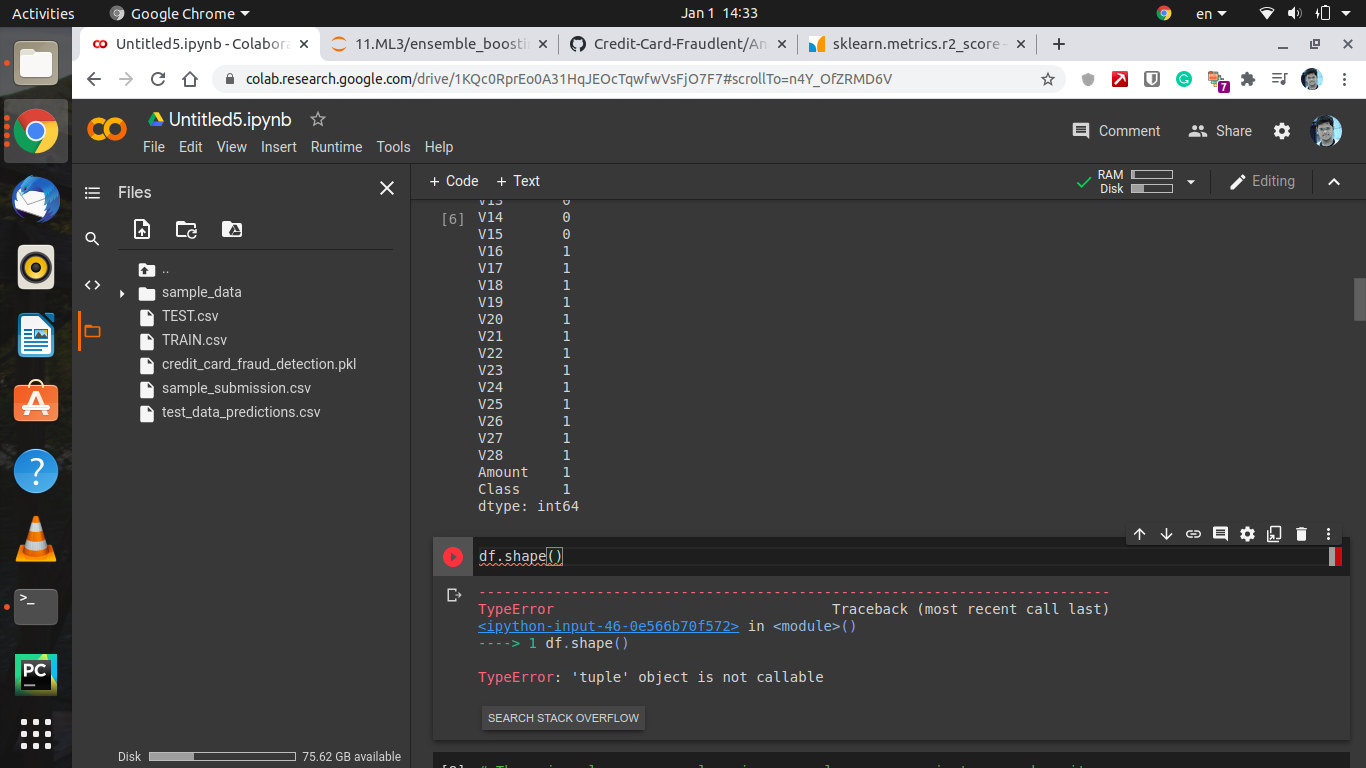 Activities
Google Chrome
Jan 1 14:33
en
Untitled5.ipynb - Colabora
11.ML3/ensemble_boosti
Credit-Card-Fraudlent/An
sklearn.metrics.r2_score
colab.research.google.com/drive/1KQc0RprEo0A31HqJEOcTqwfwVsFjO7F7#scrollTo=n4Y_OfZRMD6V
7
Untitled5.ipynb
File Edit View Insert Runtime Tools Help
Comment
Share
Files
+ Code + Text
RAM
Disk
Editing
..
sample_data
TEST.csv
TRAIN.csv
credit_card_fraud_detection.pkl
sample_submission.csv
test_data_predictions.csv
Disk
75.62 GB available
V13 0
[6] V14 0
V15 0
V16 1
V17 1
V18 1
V19 1
V20 1
V21 1
V22 1
V23 1
V24 1
V25 1
V26 1
V27 1
V28 1
Amount 1
Class 1
dtype: int64
df.shape()
---------------------------------------------------------------------------
TypeError Traceback (most recent call last)
<ipython-input-46-0e566b70f572> in <module>()
----> 1 df.shape()
TypeError: 'tuple' object is not callable
SEARCH STACK OVERFLOW
>_
PC